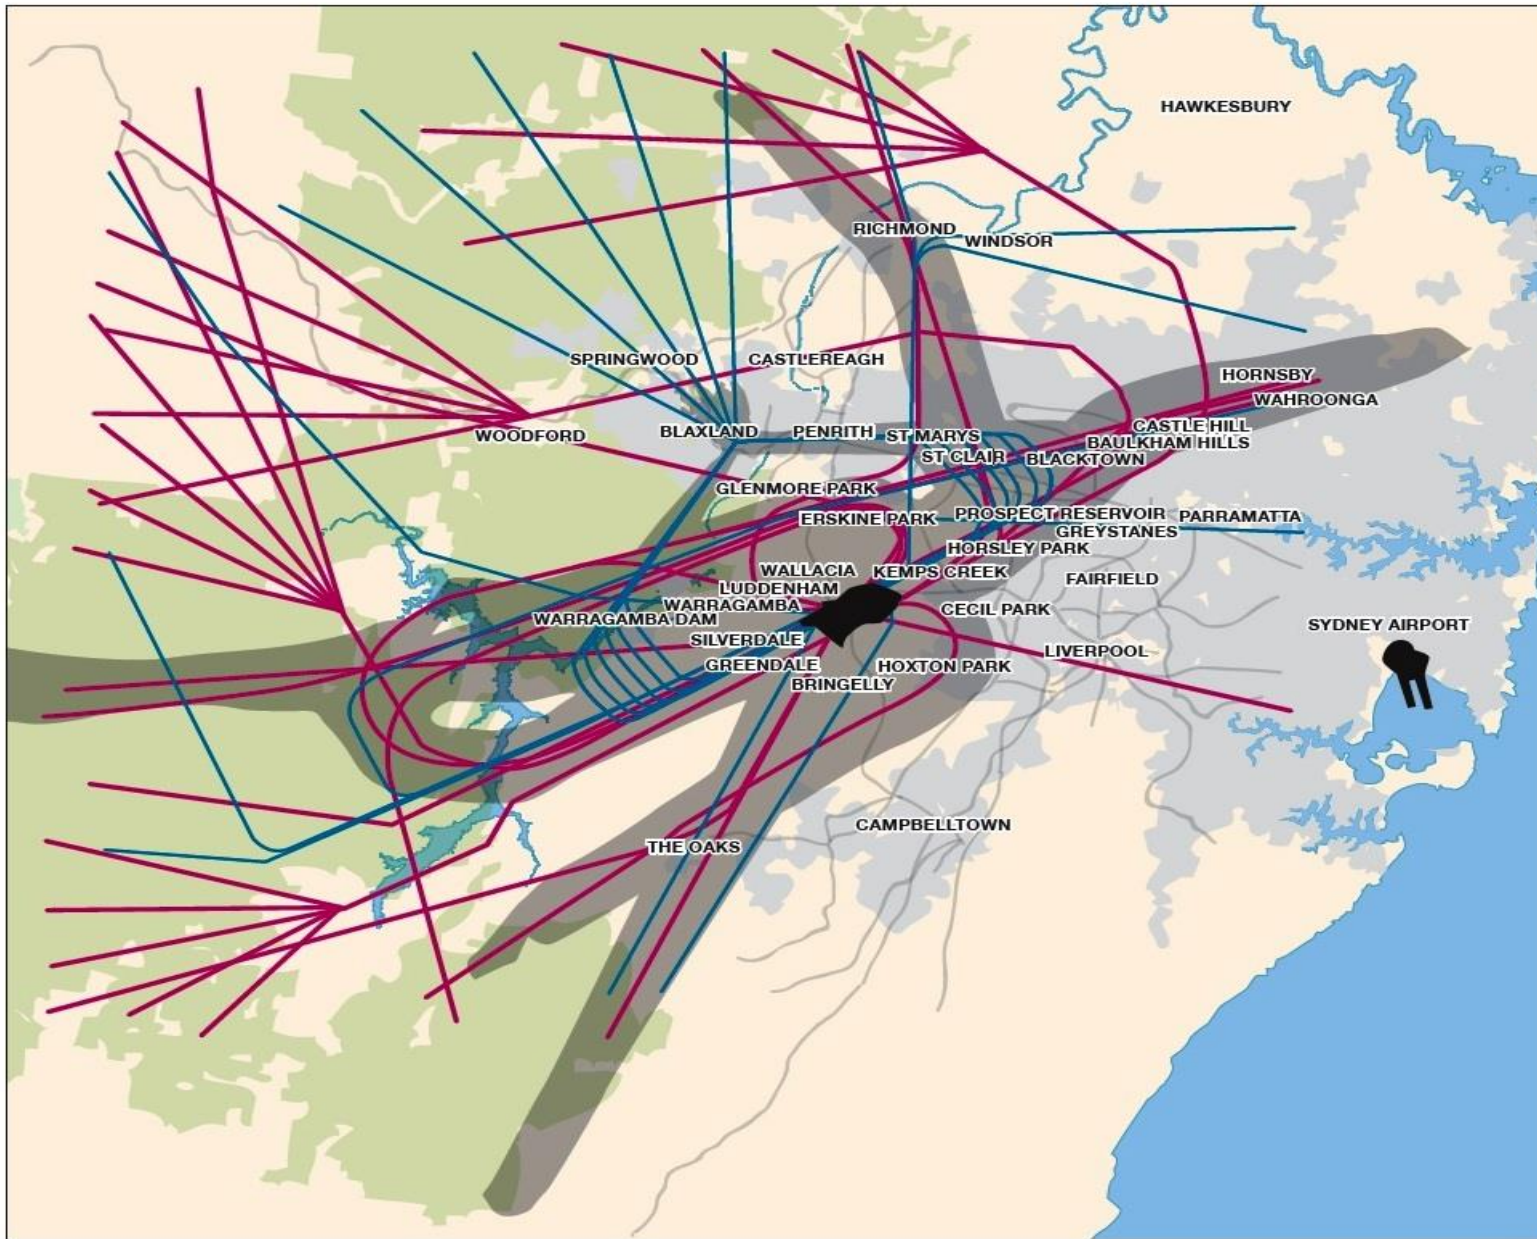 HAWKESBURY
RICHMOND
WINDSOR
SPRINGWOOD
CASTLEREAGH
HORNSBY
WAHROONGA
WOODFORD
BLAXLAND
PENRITH
ST MARYS
CASTLE HILL
BAULKHAM HILLS
ST CLAIR
BLACKTOWN
GLENMORE PARK
ERSKINE PARK
PROSPECT RESERVOIR
PARRAMATTA
GREYSTANES
HORSLEY PARK
WALLACIA
KEMPS CREEK
FAIRFIELD
LUDDENHAM
WARRAGAMBA
CECIL PARK
WARRAGAMBA DAM
SYDNEY AIRPORT
SILVERDALE
LIVERPOOL
GREENDALE
HOXTON PARK
BRINGELLY
CAMPBELLTOWN
THE OAKS